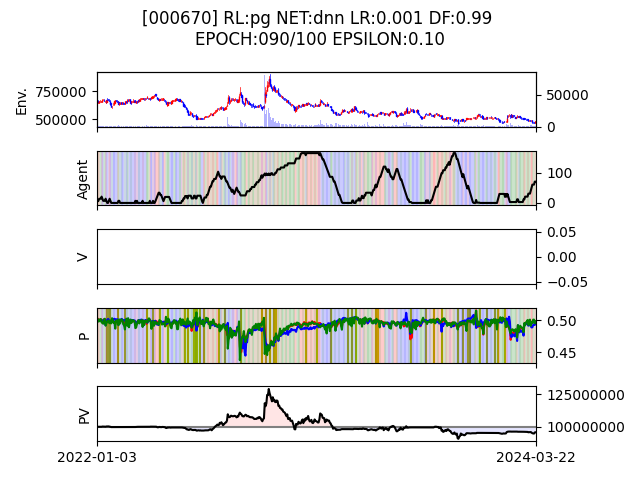 [000670] RL:pg NET:dnn LR:0.001 DF:0.99
EPOCH:090/100 EPSILON:0.10
Env.
750000
500000
50000
0
Agent
100
0
V
0.05
0.00
−0.05
P
0.50
0.45
PV
125000000
100000000
2022-01-03
2024-03-22